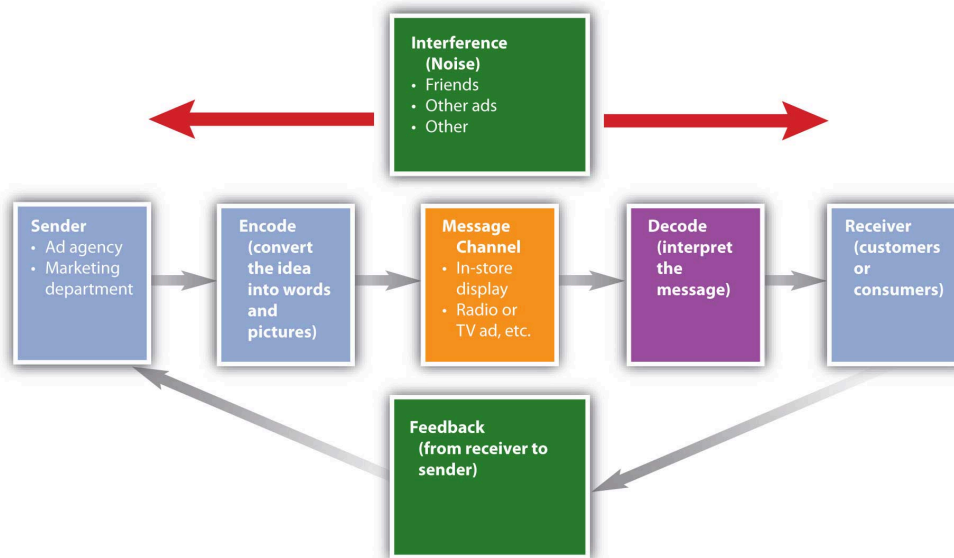 Interference
(Noise)
• Friends
• Other ads
• Other
Sender
• Ad agency
• Marketing
department
Encode
(convert
the idea
into words
and
pictures)
Message
Channel
• In-store
display
• Radio or
TV ad, etc.
Decode
(interpret
the
message)
Receiver
(customers
or
consumers)
Feedback
(from receiver to
sender)